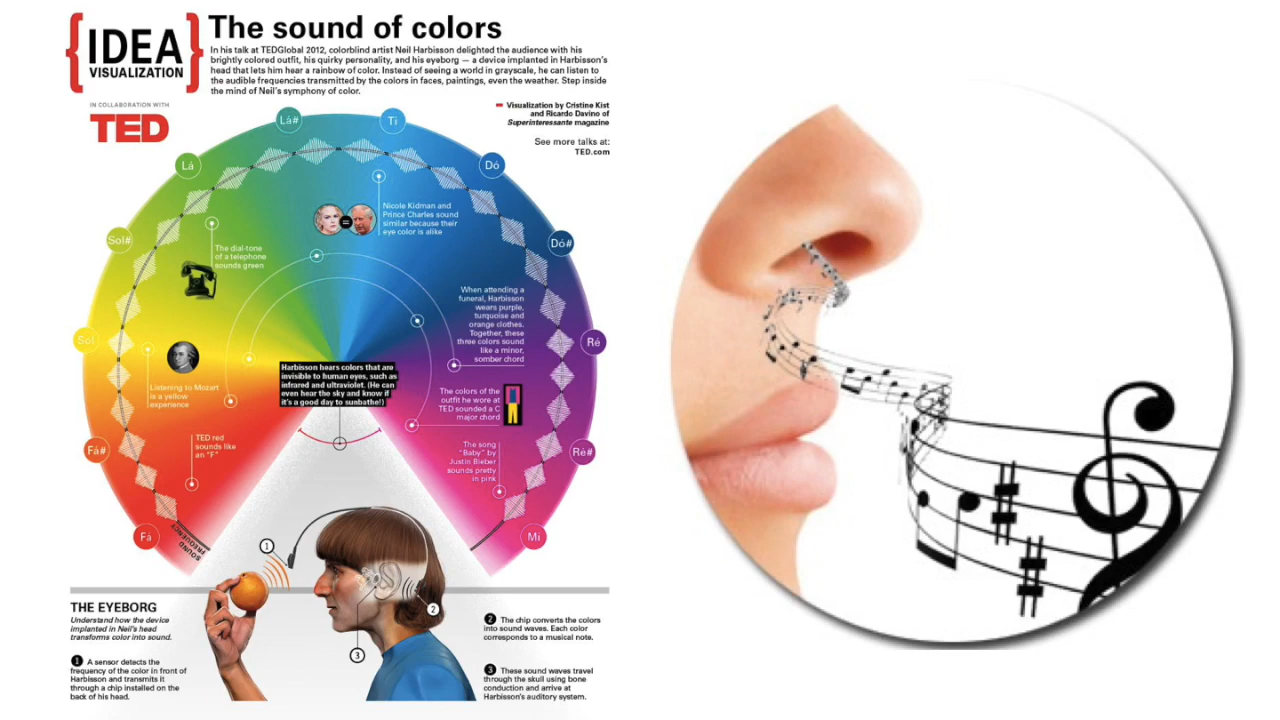 {IDEA}
VISUALIZATION
The sound of colors
In his talk at TEDGlobal 2012, colorblind artist Neil Harbisson delighted the audience with his
brightly colored outfit, his quirky personality, and his eyeborg — a device implanted in Harbisson's
head that lets him hear a rainbow of color. Instead of seeing a world in grayscale, he can listen to
the audible frequencies transmitted by the colors in faces, paintings, even the weather. Step inside
the mind of Neil's symphony of color.
IN COLLABORATION WITH
TED
Visualization by Cristine Kist
and Ricardo Davino of
Superinteressante magazine
See more talks at:
TED.com
Lá#
Ti
Lá
Dó
Sol#
Dó#
Sol
Ré
Fá#
Ré#
Fá
Mi
Nicole Kidman and
Prince Charles sound
similar because their
eye color is alike
=
The dial-tone
of a telephone
sounds green
When attending a
funeral, Harbisson
wears purple,
turquoise and
orange clothes.
Together, these
three colors sound
like a minor,
somber chord
Listening to Mozart
is a yellow
experience
Harbisson hears colors that are
invisible to human eyes, such as
infrared and ultraviolet. (He can
even hear the sky and know if
it's a good day to sunbathe!)
The colors of the
outfit he wore at
TED sounded a C
major chord
TED red
sounds like
an "F"
The song
"Baby" by
Justin Bieber
sounds pretty
in pink
SOUND
FREQUENCY
1
2
3
THE EYEBORG
Understand how the device
implanted in Neil's head
transforms color into sound.
1 A sensor detects the
frequency of the color in front of
Harbisson and transmits it
through a chip installed on the
back of his head.
2 The chip converts the colors
into sound waves. Each color
corresponds to a musical note.
3 These sound waves travel
through the skull using bone
conduction and arrive at
Harbisson's auditory system.